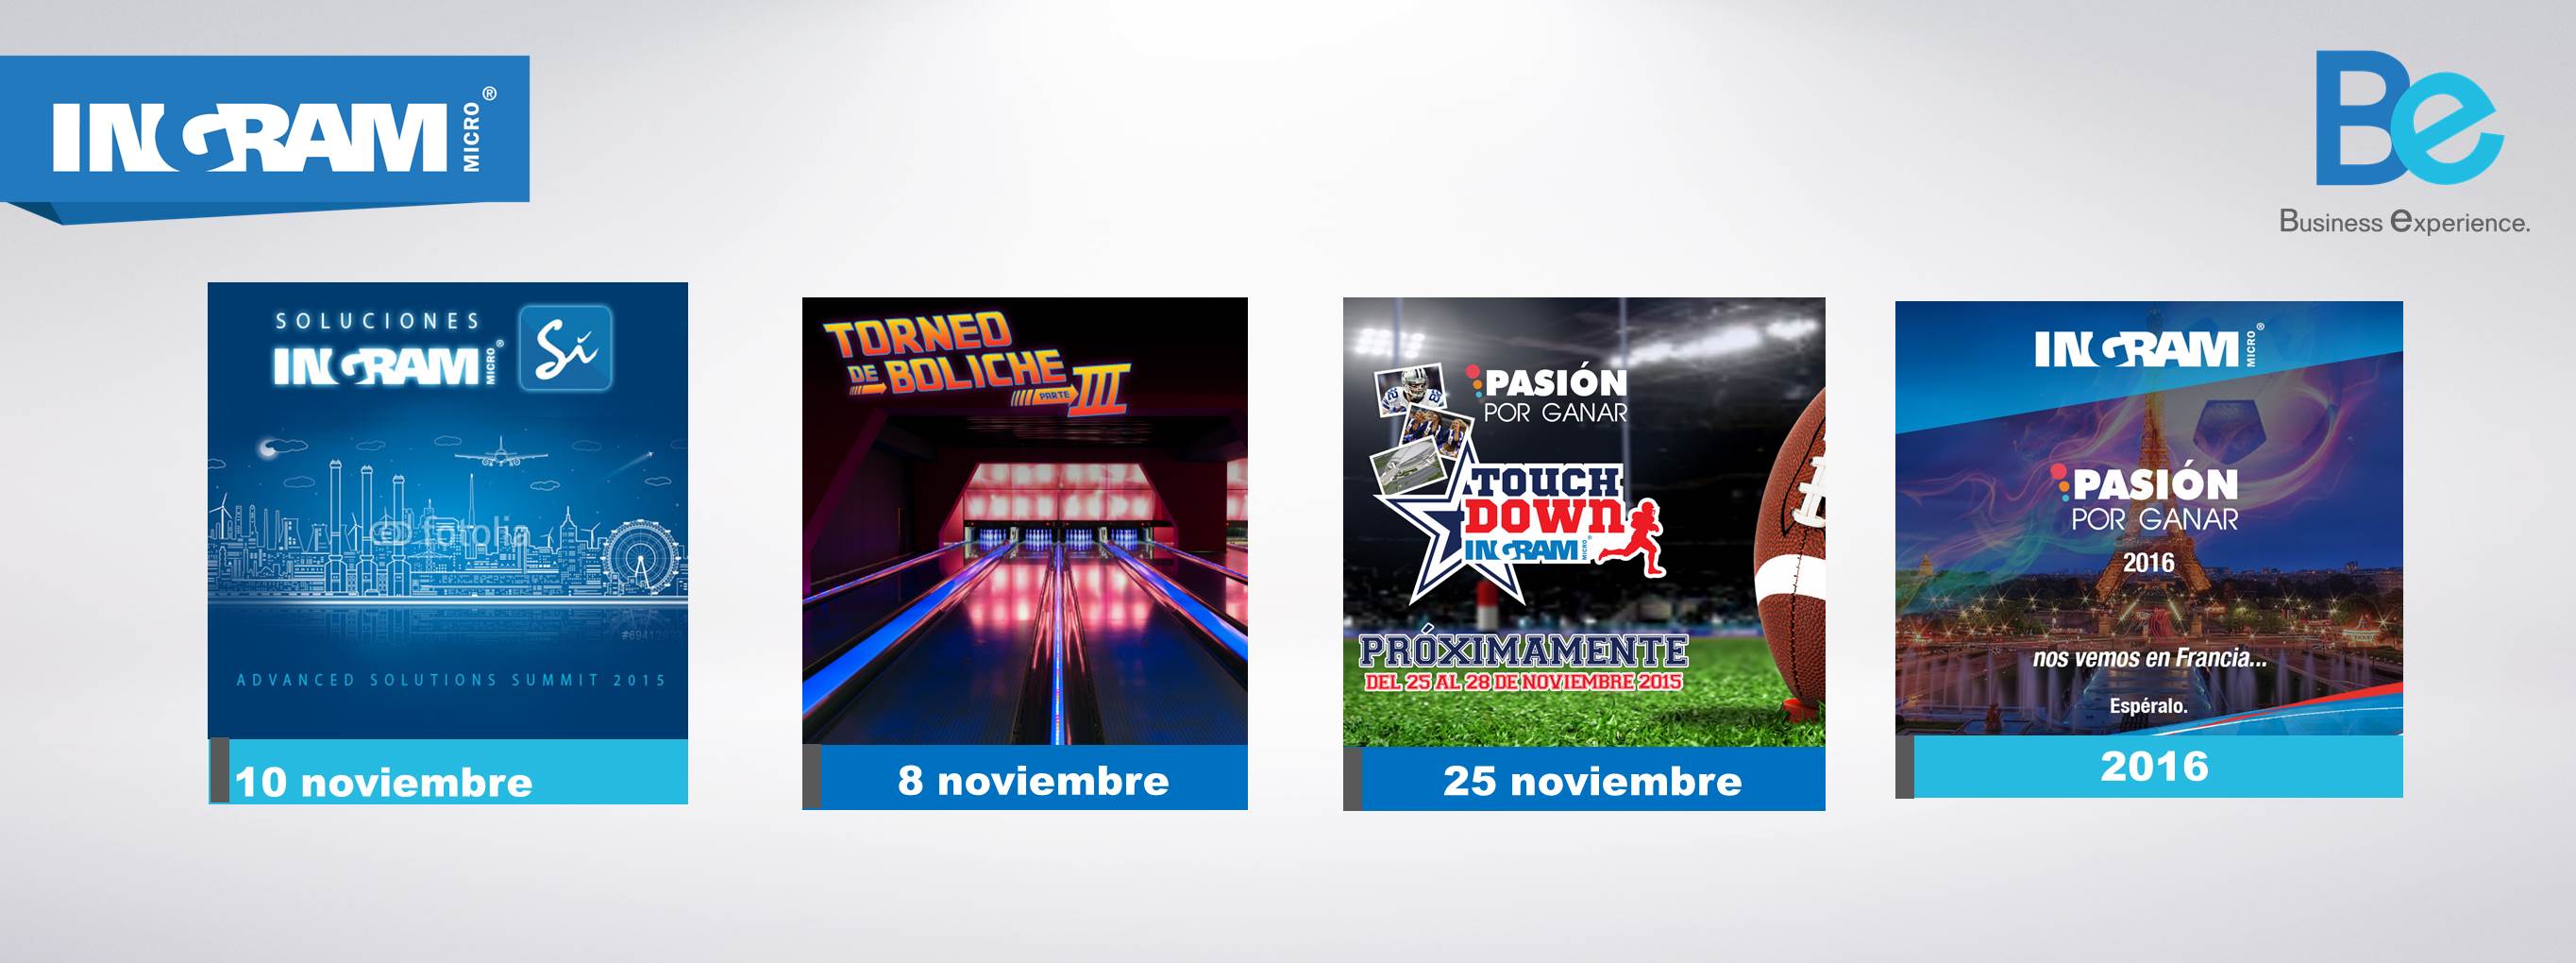 INGRAM MICRO®
Be
Business experience.
SOLUCIONES
INGRAM MICRO®
Sí
fotolia
ADVANCED SOLUTIONS SUMMIT 2015
10 noviembre
TORNEO
DE BOLICHE
PARTE III
8 noviembre
PASIÓN
POR GANAR
TOUCH
DOWN
INGRAM MICRO®
PRÓXIMAMENTE
DEL 25 AL 28 DE NOVIEMBRE 2015
25 noviembre
INGRAM MICRO®
PASIÓN
POR GANAR
2016
nos vemos en Francia...
Espéralo.
2016